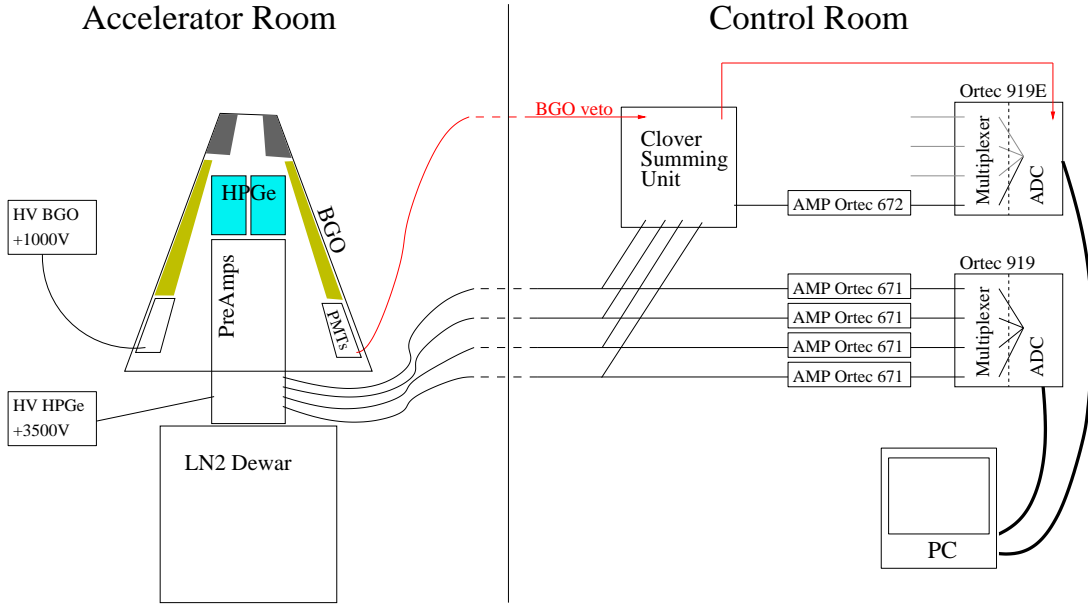 Accelerator Room
Control Room
BGO veto
Ortec 919E
Clover
Summing
Unit
Multiplexer
ADC
HPGe
BGO
HV BGO
+1000V
AMP Ortec 672
Ortec 919
PreAmps
PMTs
AMP Ortec 671
AMP Ortec 671
AMP Ortec 671
AMP Ortec 671
Multiplexer
ADC
HV HPGe
+3500V
LN2 Dewar
PC